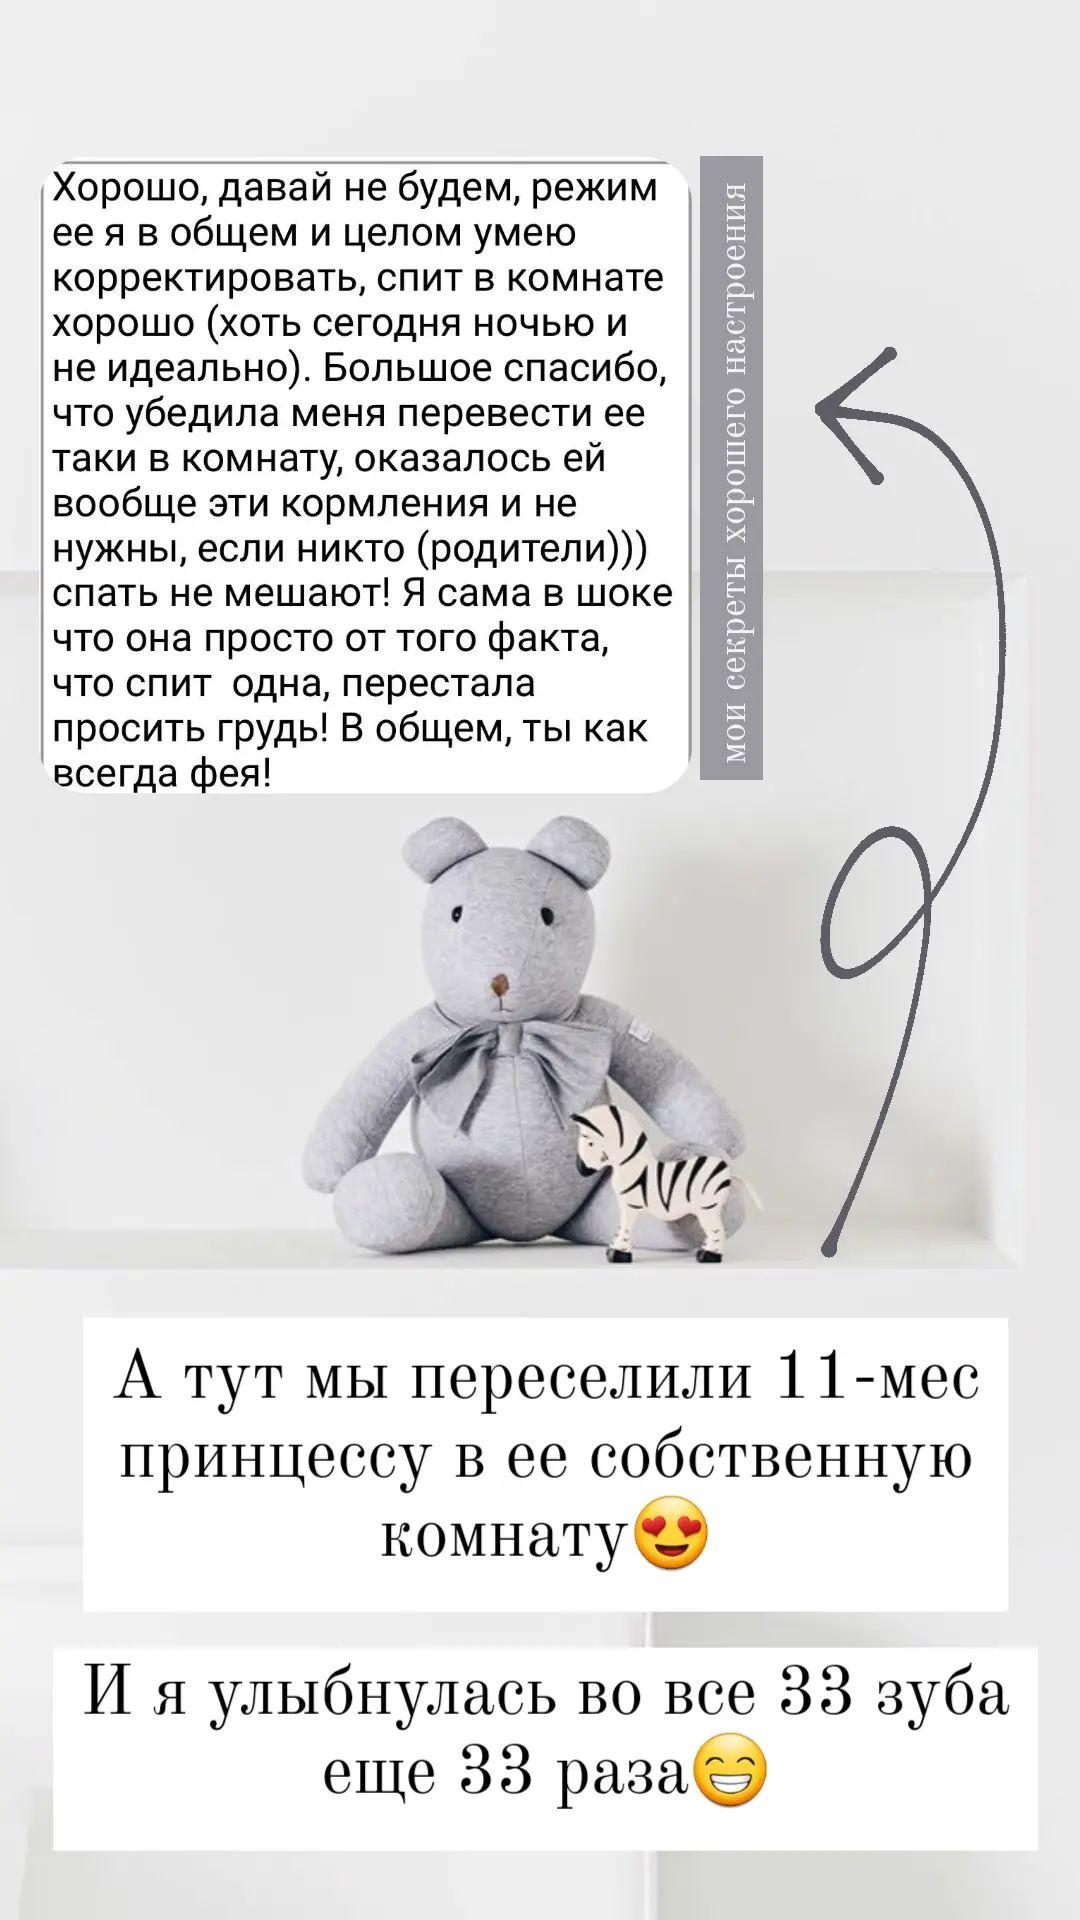 Хорошо, давай не будем, режим
ее я в общем и целом умею
корректировать, спит в комнате
хорошо (хоть сегодня ночью и
не идеально). Большое спасибо,
что убедила меня перевести ее
таки в комнату, оказалось ей
вообще эти кормления и не
нужны, если никто (родители)))
спать не мешают! Я сама в шоке
что она просто от того факта,
что спит  одна, перестала
просить грудь! В общем, ты как
всегда фея!
мои секреты хорошего настроения
А тут мы переселили 11-мес
принцессу в ее собственную
комнату😍
И я улыбнулась во все 33 зуба
еще 33 раза😁